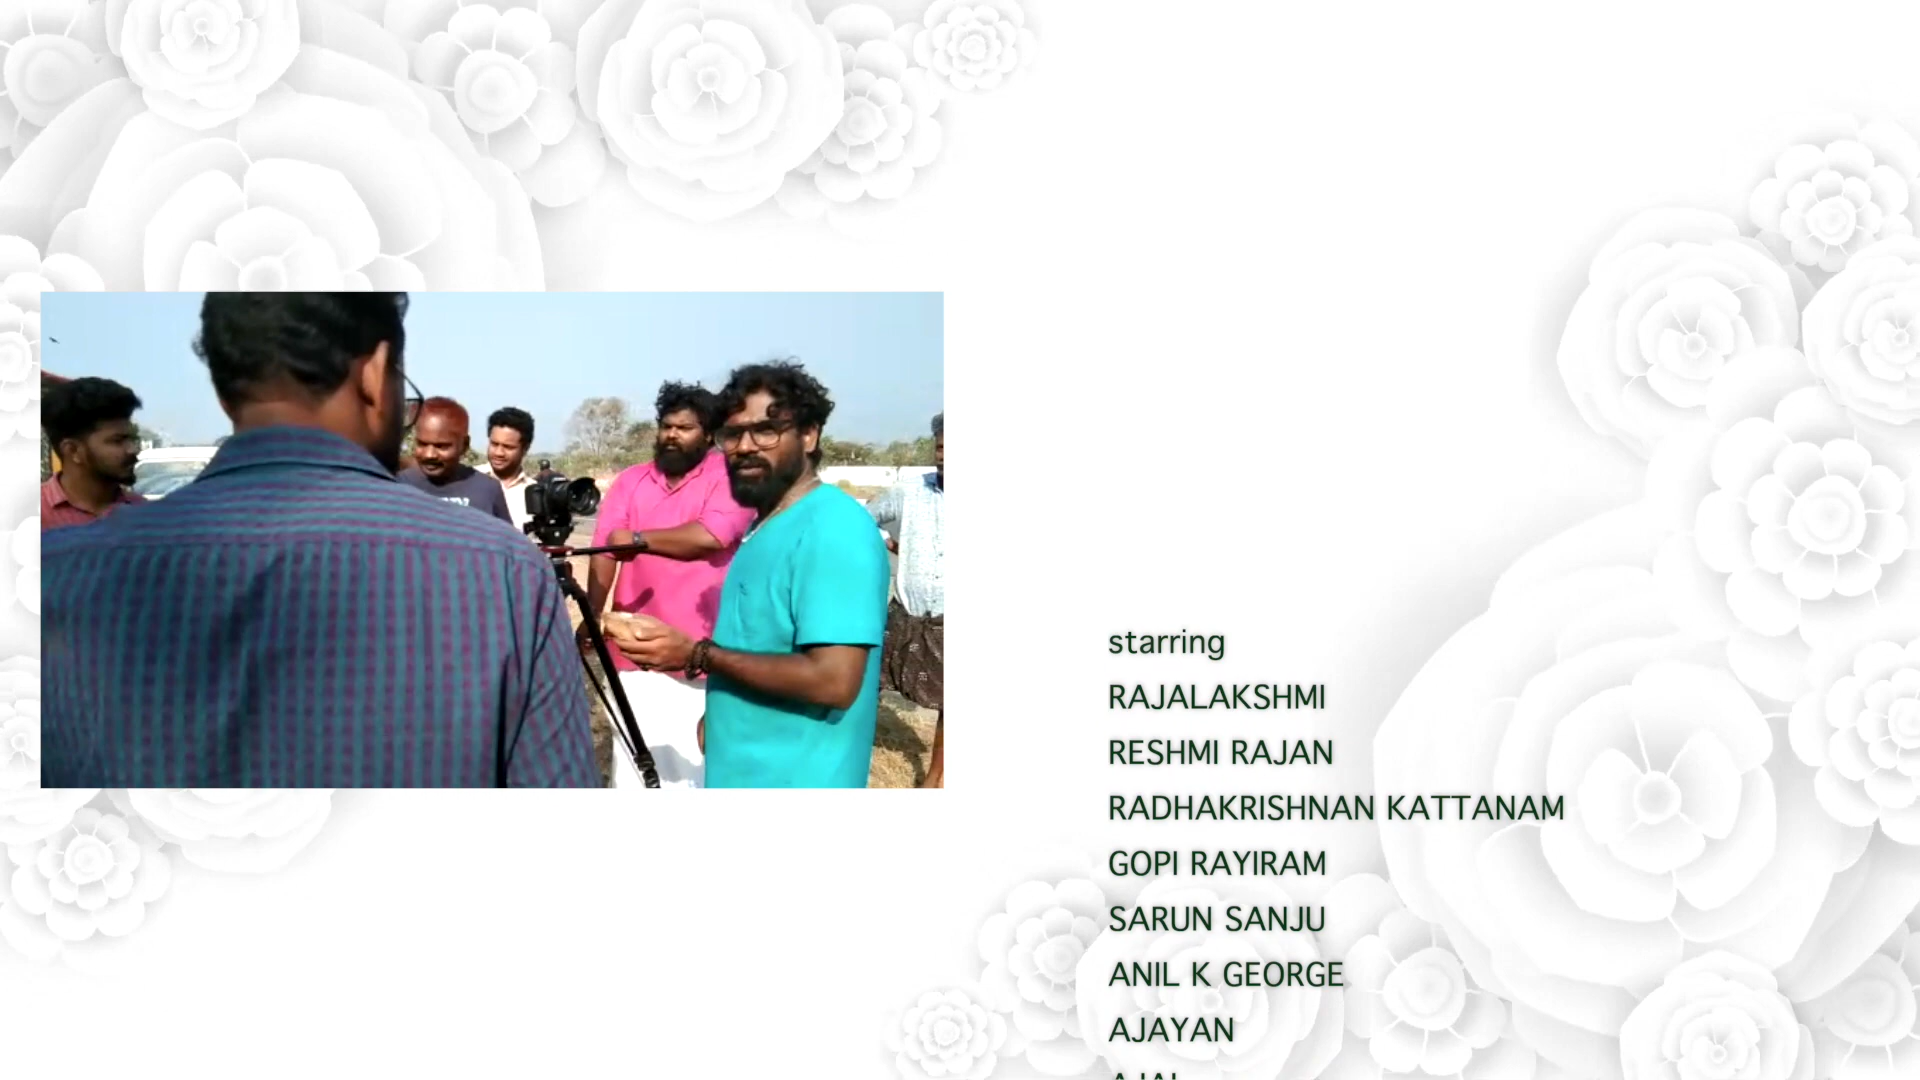 starring
RAJALAKSHMI
RESHMI RAJAN
RADHAKRISHNAN KATTANAM
GOPI RAYIRAM
SARUN SANJU
ANIL K GEORGE
AJAYAN